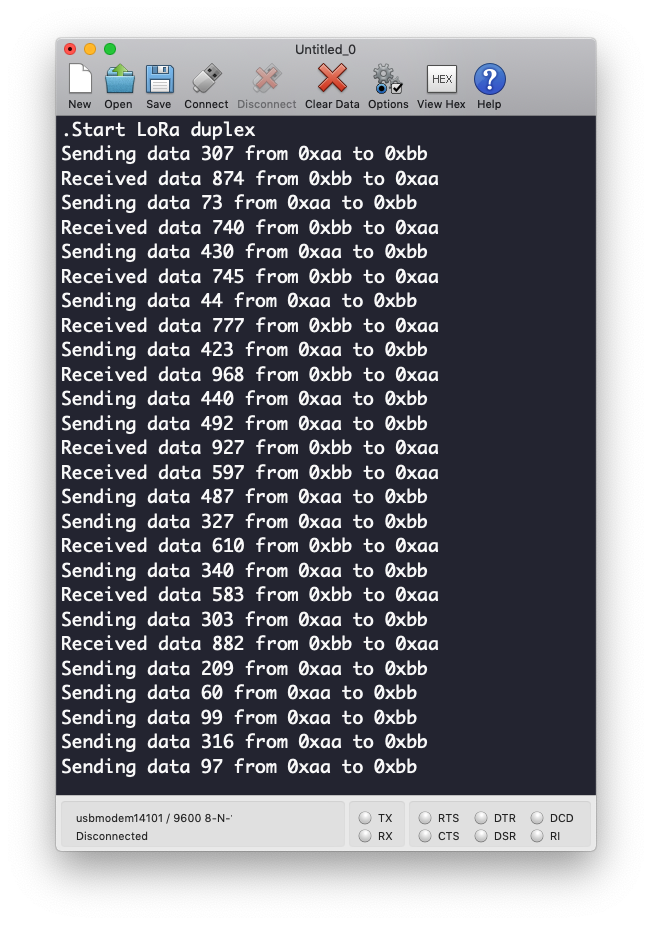 Untitled_0
New Open Save Connect Disconnect Clear Data Options View Hex Help
HEX
.Start LoRa duplex
Sending data 307 from 0xaa to 0xbb
Received data 874 from 0xbb to 0xaa
Sending data 73 from 0xaa to 0xbb
Received data 740 from 0xbb to 0xaa
Sending data 430 from 0xaa to 0xbb
Received data 745 from 0xbb to 0xaa
Sending data 44 from 0xaa to 0xbb
Received data 777 from 0xbb to 0xaa
Sending data 423 from 0xaa to 0xbb
Received data 968 from 0xbb to 0xaa
Sending data 440 from 0xaa to 0xbb
Sending data 492 from 0xaa to 0xbb
Received data 927 from 0xbb to 0xaa
Received data 597 from 0xbb to 0xaa
Sending data 487 from 0xaa to 0xbb
Sending data 327 from 0xaa to 0xbb
Received data 610 from 0xbb to 0xaa
Sending data 340 from 0xaa to 0xbb
Received data 583 from 0xbb to 0xaa
Sending data 303 from 0xaa to 0xbb
Received data 882 from 0xbb to 0xaa
Sending data 209 from 0xaa to 0xbb
Sending data 60 from 0xaa to 0xbb
Sending data 99 from 0xaa to 0xbb
Sending data 316 from 0xaa to 0xbb
Sending data 97 from 0xaa to 0xbb
usbmodem14101 / 9600 8-N-
Disconnected
TX RTS DTR DCD
RX CTS DSR RI